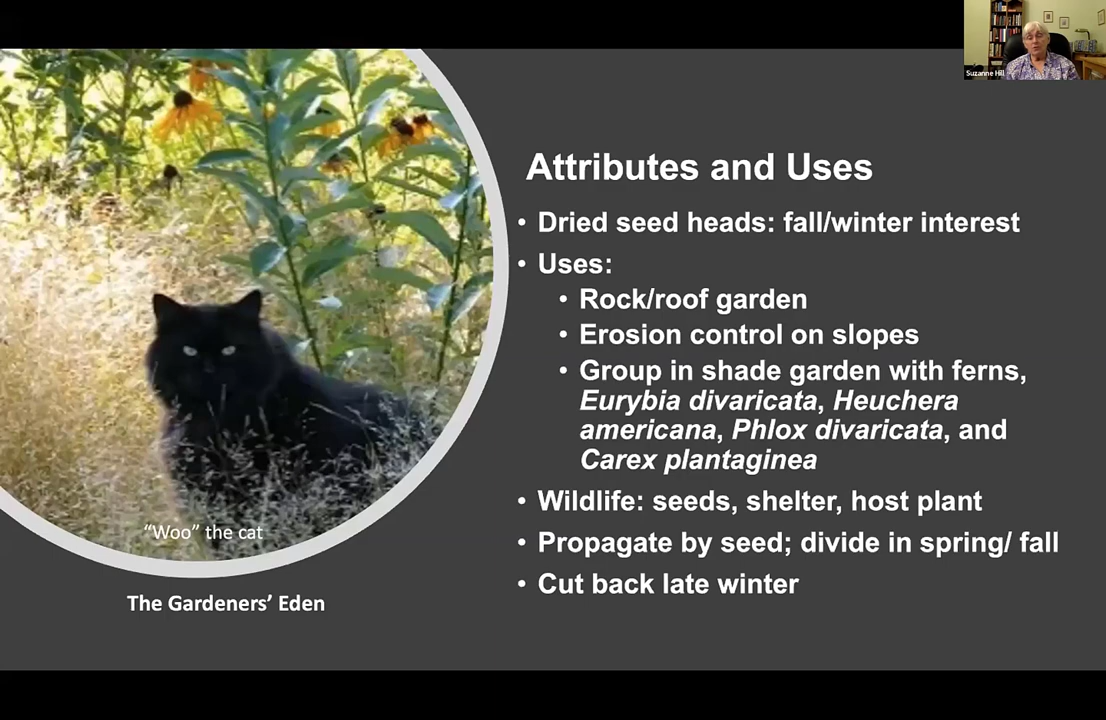 Suzanne Hill
Attributes and Uses
• Dried seed heads: fall/winter interest
• Uses:
• Rock/roof garden
• Erosion control on slopes
• Group in shade garden with ferns,
Eurybia divaricata, Heuchera
americana, Phlox divaricata, and
Carex plantaginea
• Wildlife: seeds, shelter, host plant
• Propagate by seed; divide in spring/ fall
• Cut back late winter
“Woo” the cat
The Gardeners’ Eden